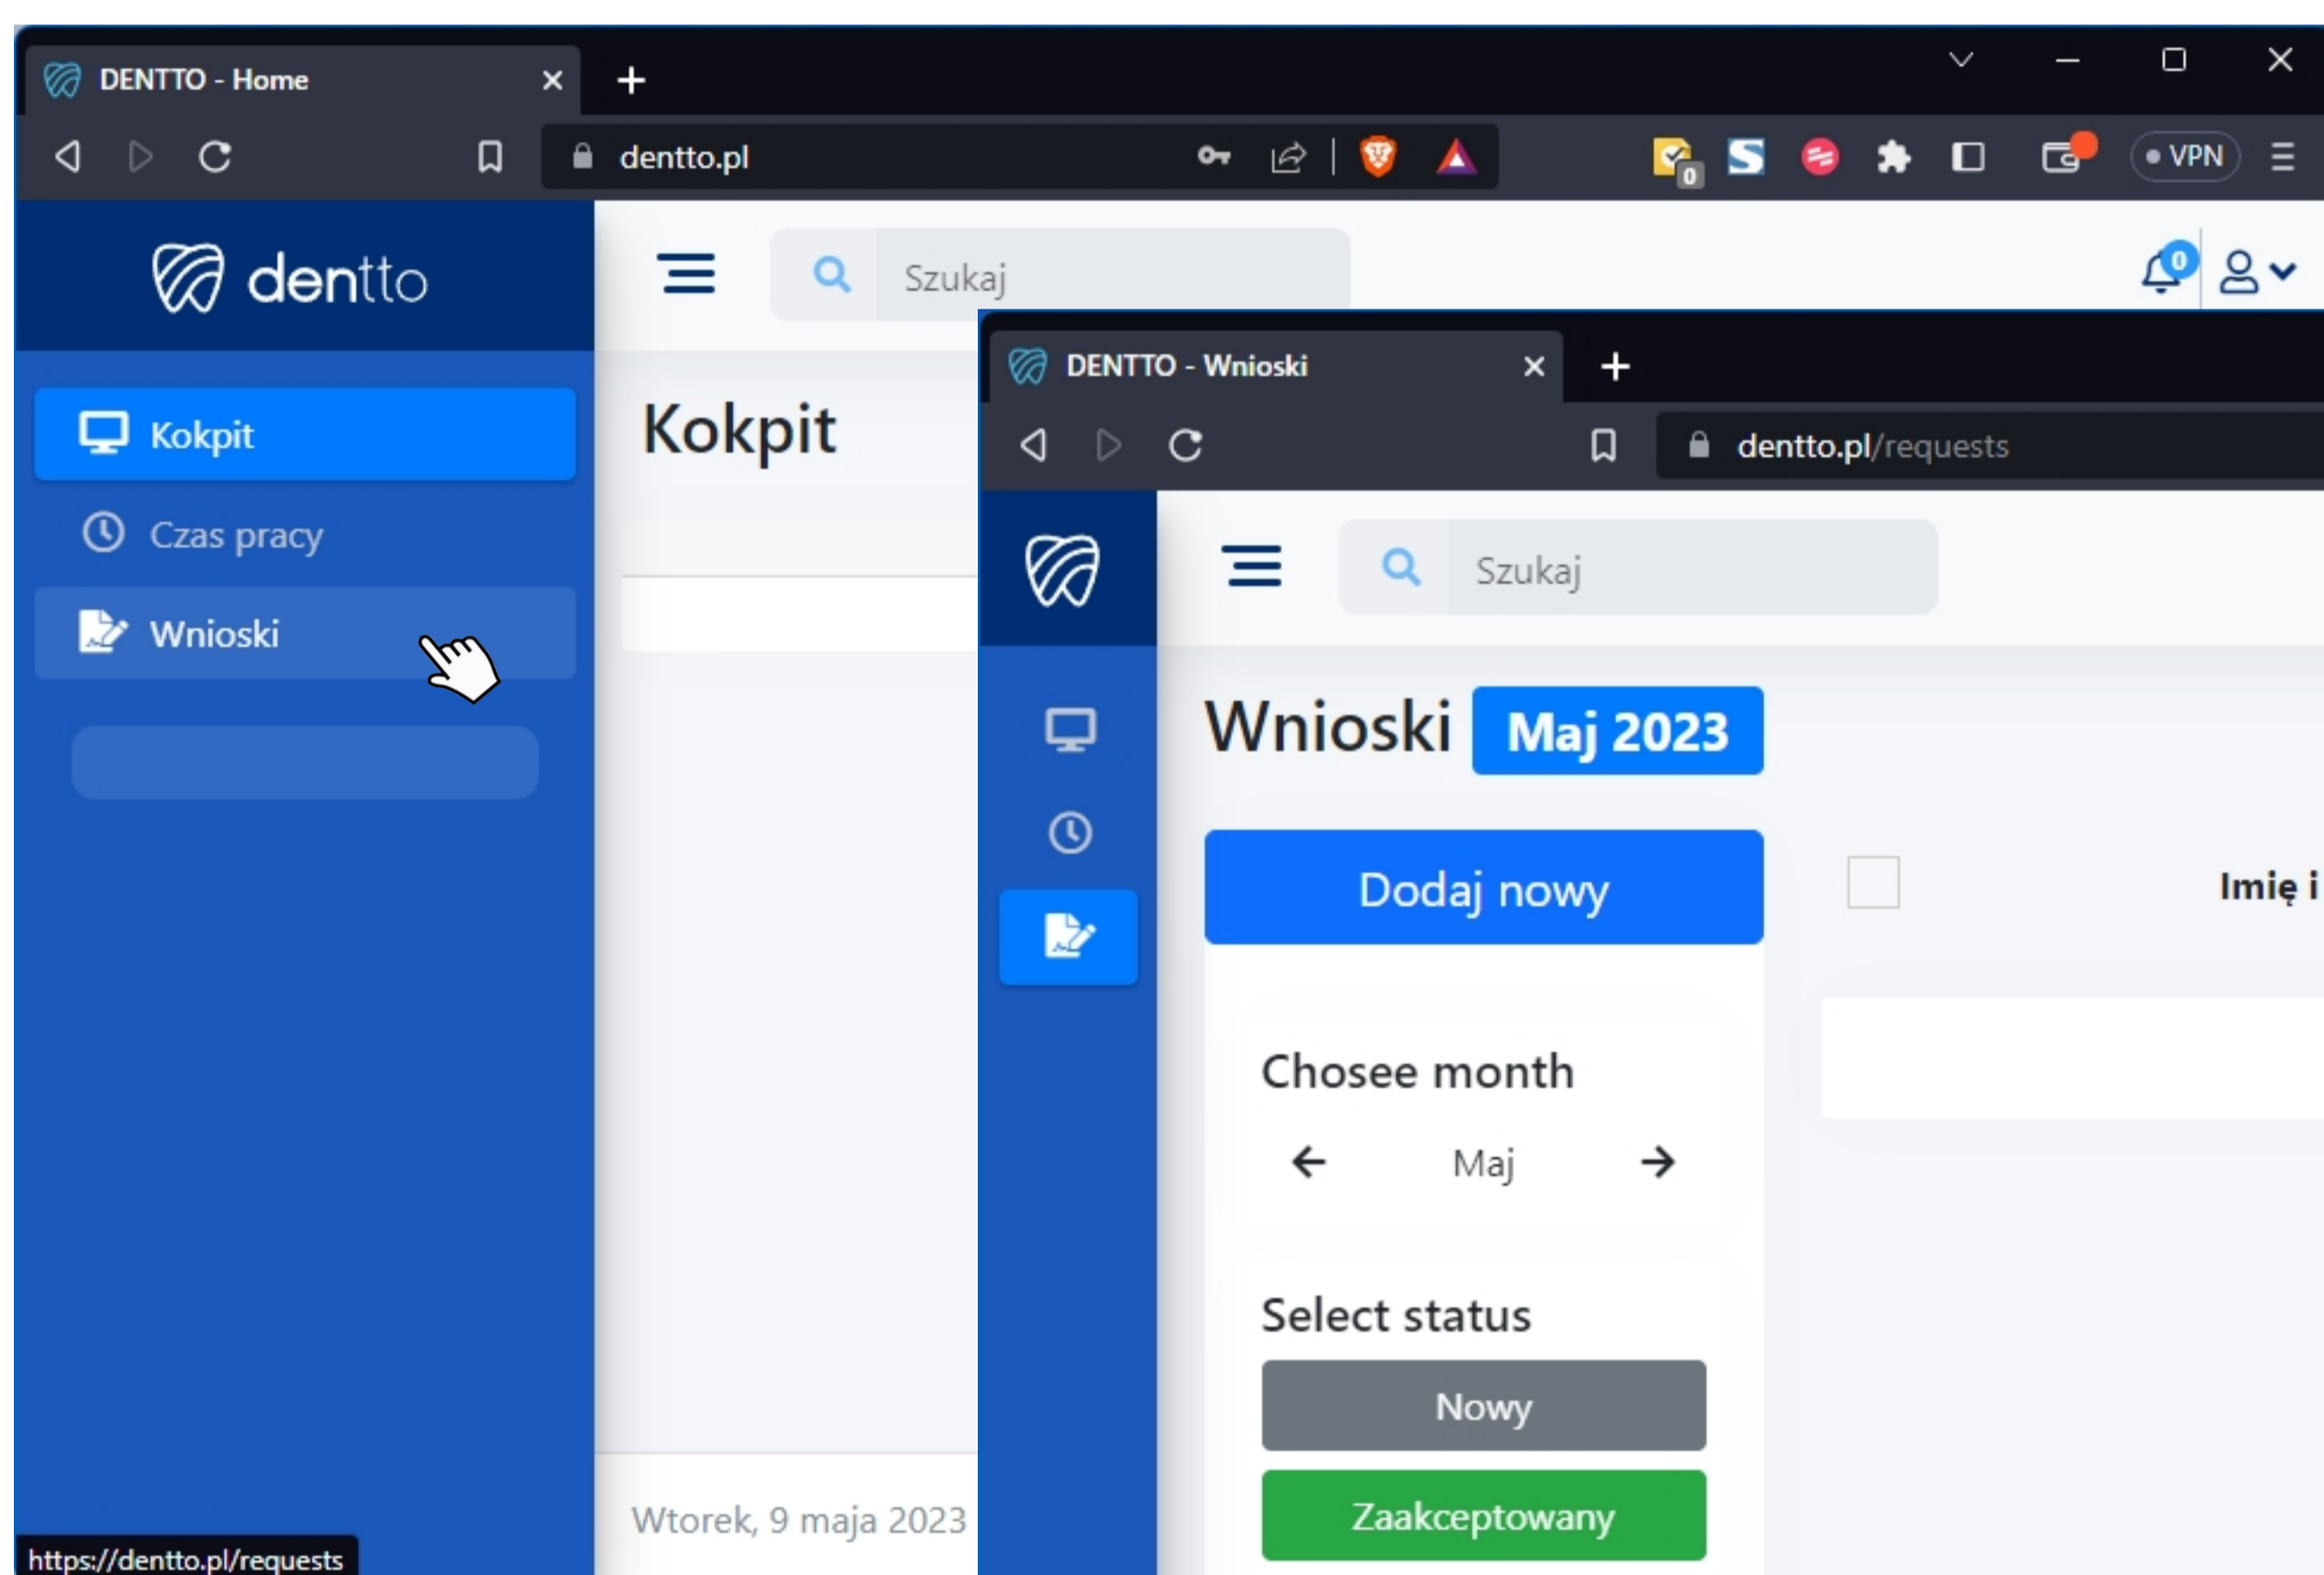 DENTTO - Home
dentto.pl
0
VPN
dentto
Szukaj
0
Kokpit
Czas pracy
Wnioski
Kokpit
Wtorek, 9 maja 2023
https://dentto.pl/requests
DENTTO - Wnioski
dentto.pl/requests
Szukaj
Wnioski Maj 2023
Dodaj nowy
Imię i
Chosee month
Maj
Select status
Nowy
Zaakceptowany